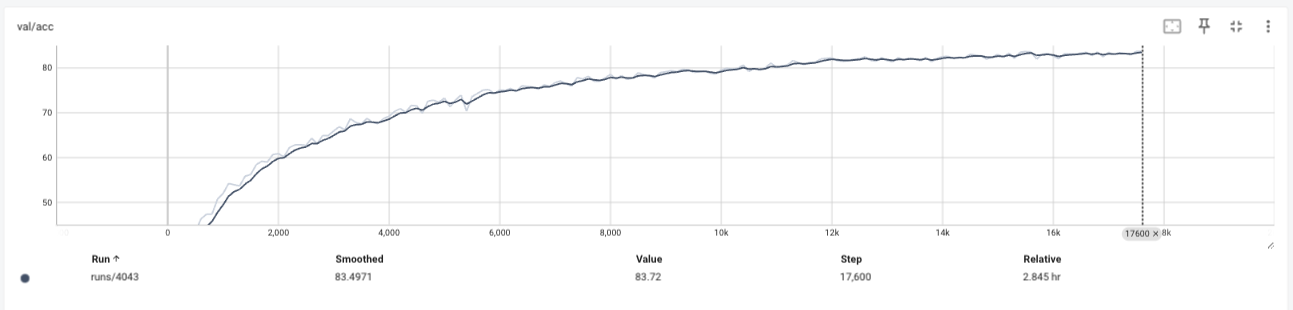 val/acc
80
70
60
50
0 2,000 4,000 6,000 8,000 10k 12k 14k 16k 17600 × 8k
Run ↑ Smoothed Value Step Relative
runs/4043 83.4971 83.72 17,600 2.845 hr